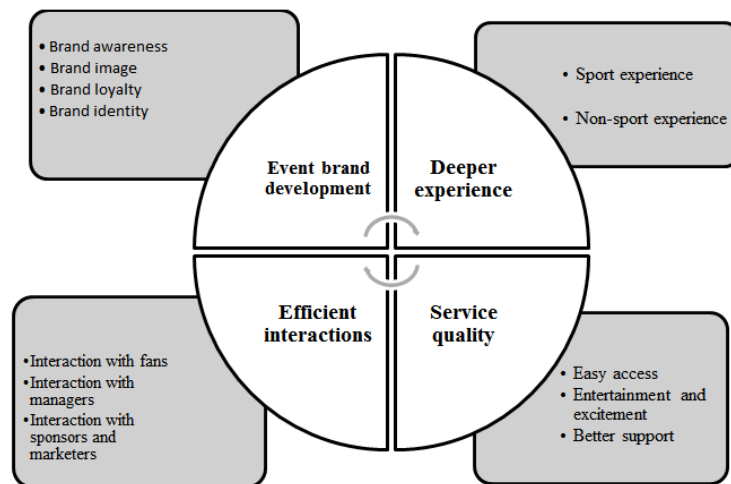 • Brand awareness
• Brand image
• Brand loyalty
• Brand identity
• Sport experience
• Non-sport experience
Event brand
development
Deeper
experience
Efficient
interactions
Service
quality
•Interaction with fans
•Interaction with
managers
•Interaction with
sponsors and
marketers
• Easy access
• Entertainment and
excitement
• Better support